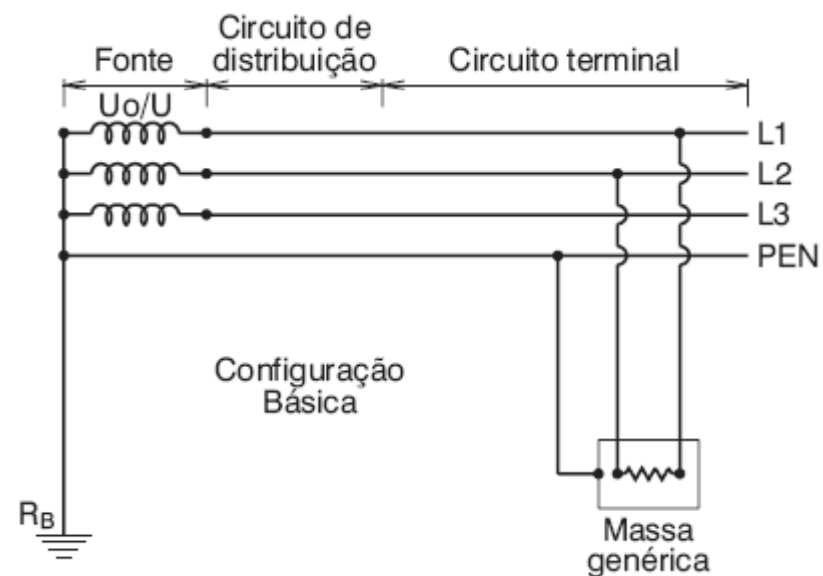 Fonte
Circuito de
distribuição
Circuito terminal
Uo/U
L1
L2
L3
PEN
Configuração
Básica
RB
Massa
genérica